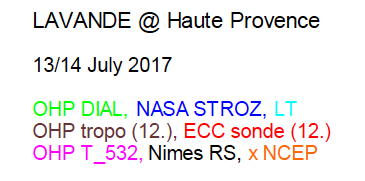 LAVANDE @ Haute Provence
13/14 July 2017
OHP DIAL, NASA STROZ, LT
OHP tropo (12.), ECC sonde (12.)
OHP T_532, Nimes RS, x NCEP